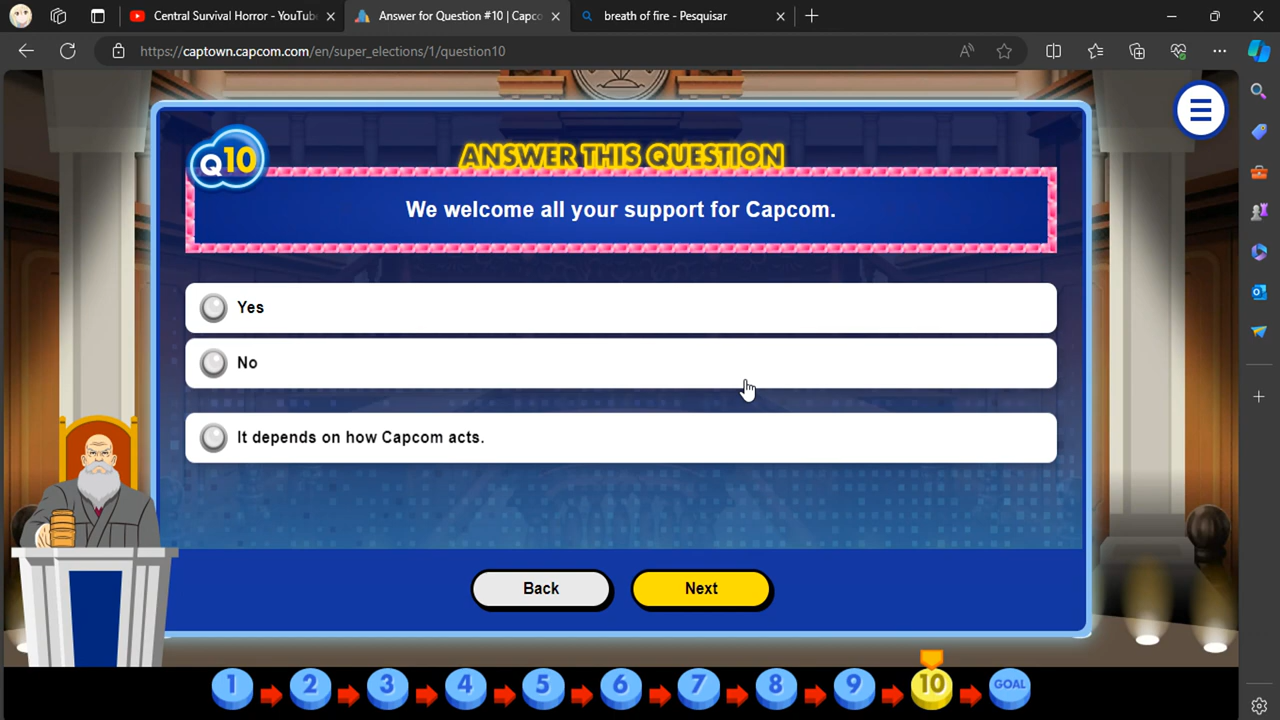 Central Survival Horror - YouTube
Answer for Question #10 | Capco
breath of fire - Pesquisar
https://captown.capcom.com/en/super_elections/1/question10
Q10
ANSWER THIS QUESTION
We welcome all your support for Capcom.
Yes
No
It depends on how Capcom acts.
Back
Next
1 2 3 4 5 6 7 8 9 10 GOAL